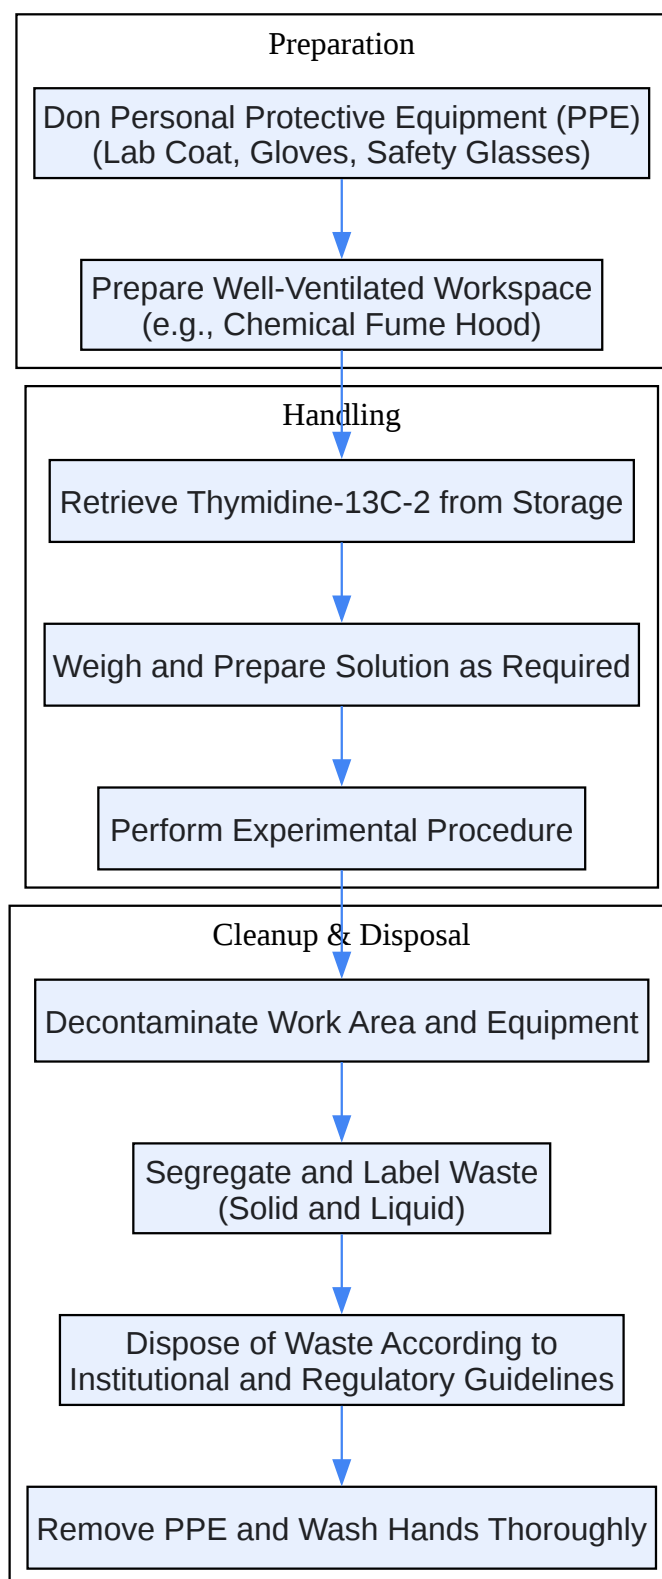 Preparation
Don Personal Protective Equipment (PPE)
(Lab Coat, Gloves, Safety Glasses)
Prepare Well-Ventilated Workspace
(e.g., Chemical Fume Hood)
Handling
Retrieve Thymidine-13C-2 from Storage
Weigh and Prepare Solution as Required
Perform Experimental Procedure
Cleanup & Disposal
Decontaminate Work Area and Equipment
Segregate and Label Waste
(Solid and Liquid)
Dispose of Waste According to
Institutional and Regulatory Guidelines
Remove PPE and Wash Hands Thoroughly